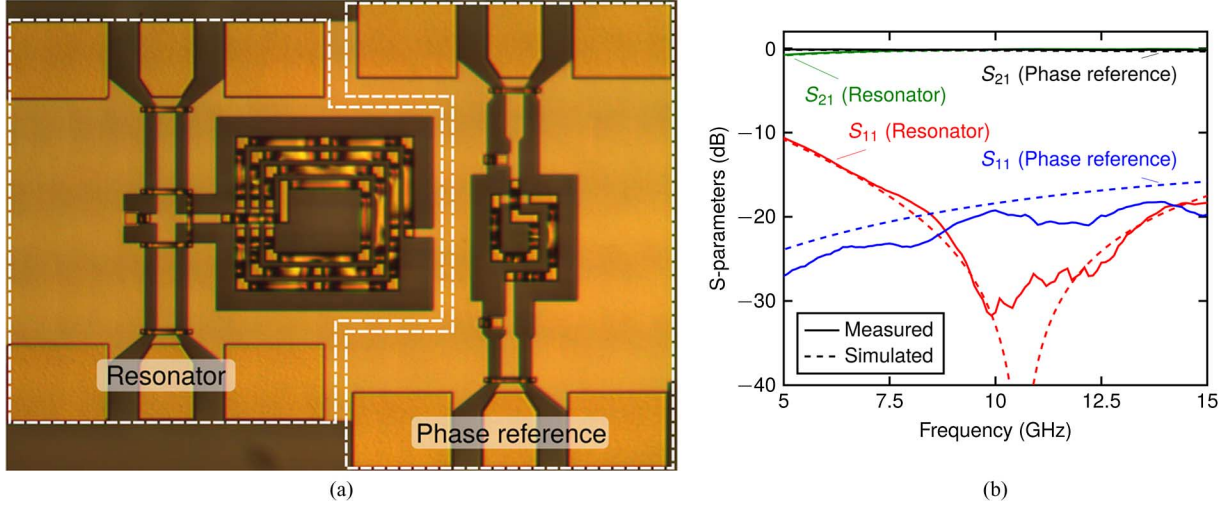 Resonator
Phase reference
(a)
S-parameters (dB)
0
−10
−20
−30
−40
S21 (Phase reference)
S21 (Resonator)
S11 (Resonator)
S11 (Phase reference)
Measured
Simulated
5
7.5
10
12.5
15
Frequency (GHz)
(b)